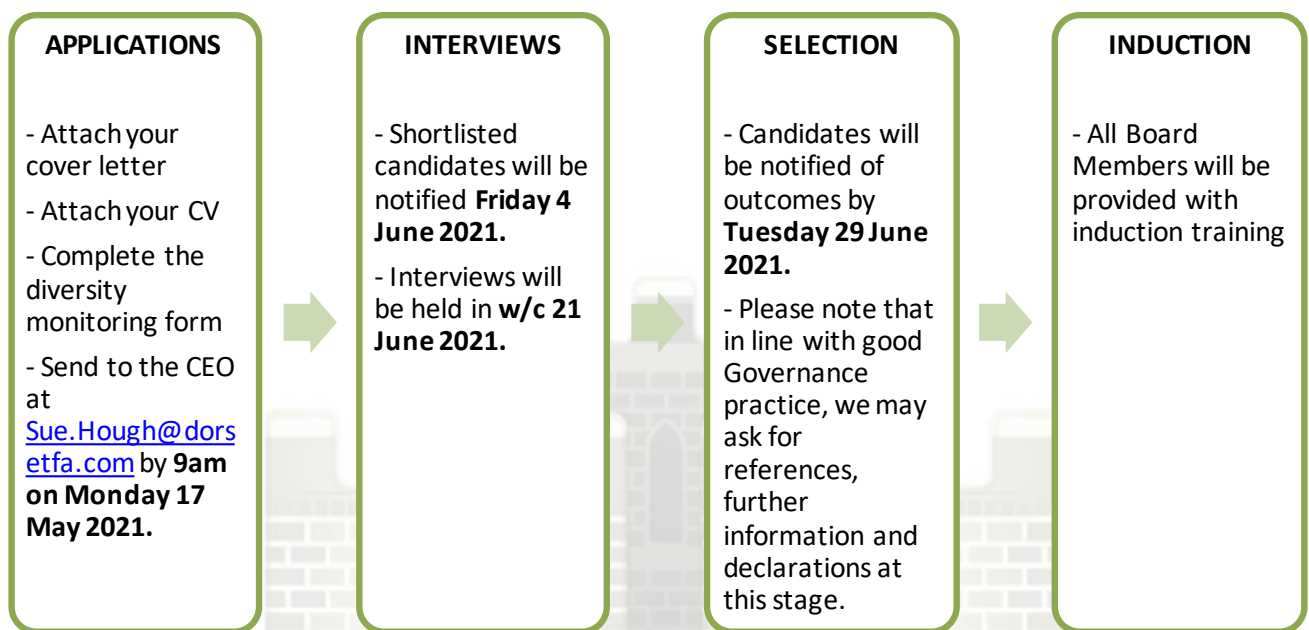 APPLICATIONS
- Attach your
cover letter
- Attach your CV
- Complete the
diversity
monitoring form
- Send to the CEO
at
Sue.Hough@dors
etfa.com by 9am
on Monday 17
May 2021.
INTERVIEWS
- Shortlisted
candidates will be
notified Friday 4
June 2021.
- Interviews will
be held in w/c 21
June 2021.
SELECTION
- Candidates will
be notified of
outcomes by
Tuesday 29 June
2021.
- Please note that
in line with good
Governance
practice, we may
ask for
references,
further
information and
declarations at
this stage.
INDUCTION
- All Board
Members will be
provided with
induction training